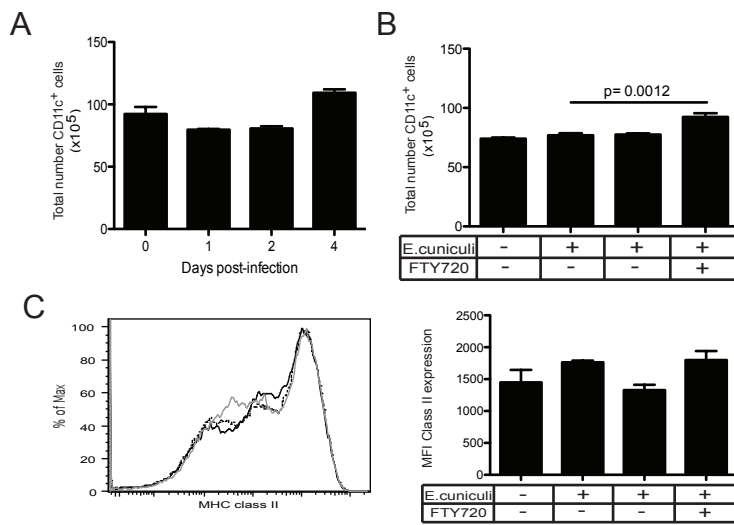 A
Total number CD11c+ cells
(x10^5)
150
100
50
0
0 1 2 4
Days post-infection
B
Total number CD11c+ cells
(x10^5)
150
100
50
0
p= 0.0012
E.cuniculi - + + +
FTY720 - - - +
C
% of Max
100
80
60
40
20
0
MHC class II
MFI Class II expression
2500
2000
1500
1000
500
0
E.cuniculi - + + +
FTY720 - - - +